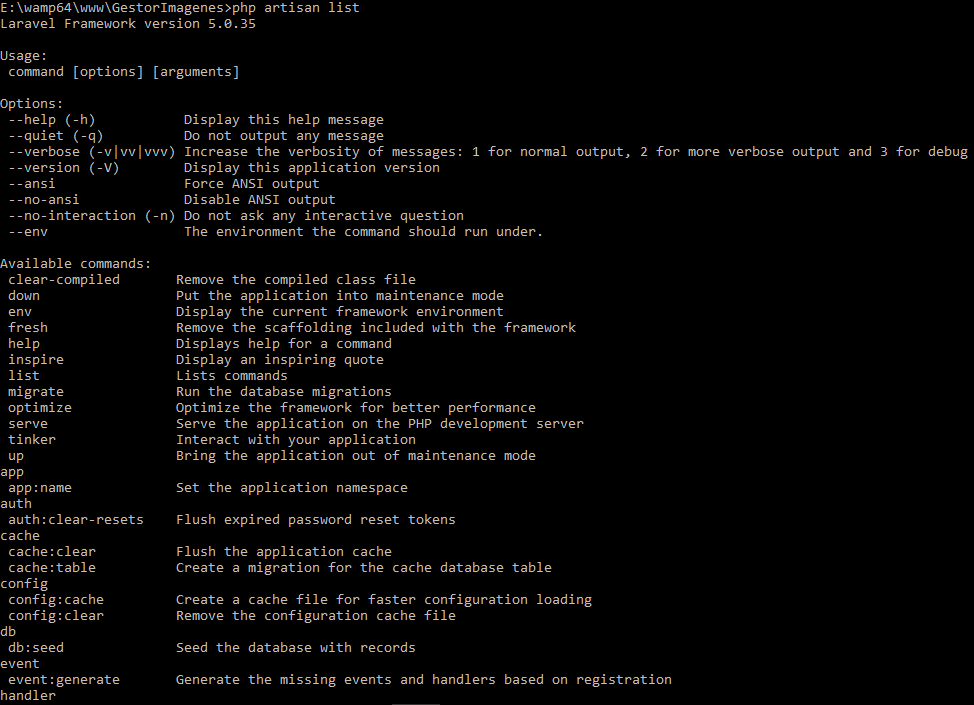 E:\wamp64\www\GestorImagenes>php artisan list
Laravel Framework version 5.0.35

Usage:
 command [options] [arguments]

Options:
 --help (-h)           Display this help message
 --quiet (-q)          Do not output any message
 --verbose (-v|vv|vvv) Increase the verbosity of messages: 1 for normal output, 2 for more verbose output and 3 for debug
 --version (-V)        Display this application version
 --ansi                Force ANSI output
 --no-ansi             Disable ANSI output
 --no-interaction (-n) Do not ask any interactive question
 --env                 The environment the command should run under.

Available commands:
 clear-compiled       Remove the compiled class file
 down                 Put the application into maintenance mode
 env                  Display the current framework environment
 fresh                Remove the scaffolding included with the framework
 help                 Displays help for a command
 inspire              Display an inspiring quote
 list                 Lists commands
 migrate              Run the database migrations
 optimize             Optimize the framework for better performance
 serve                Serve the application on the PHP development server
 tinker               Interact with your application
 up                   Bring the application out of maintenance mode
app
 app:name             Set the application namespace
auth
 auth:clear-resets    Flush expired password reset tokens
cache
 cache:clear          Flush the application cache
 cache:table          Create a migration for the cache database table
config
 config:cache         Create a cache file for faster configuration loading
 config:clear         Remove the configuration cache file
db
 db:seed              Seed the database with records
event
 event:generate       Generate the missing events and handlers based on registration
handler